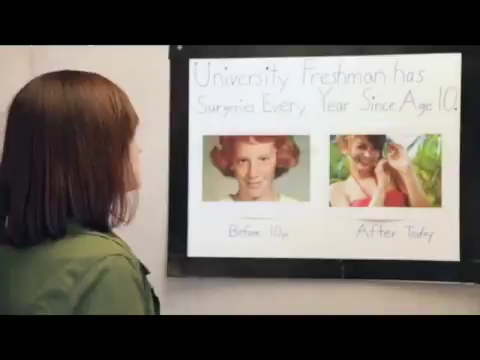 University Freshman has
Surgeries Every Year Since Age 10!
Before 10
After Today